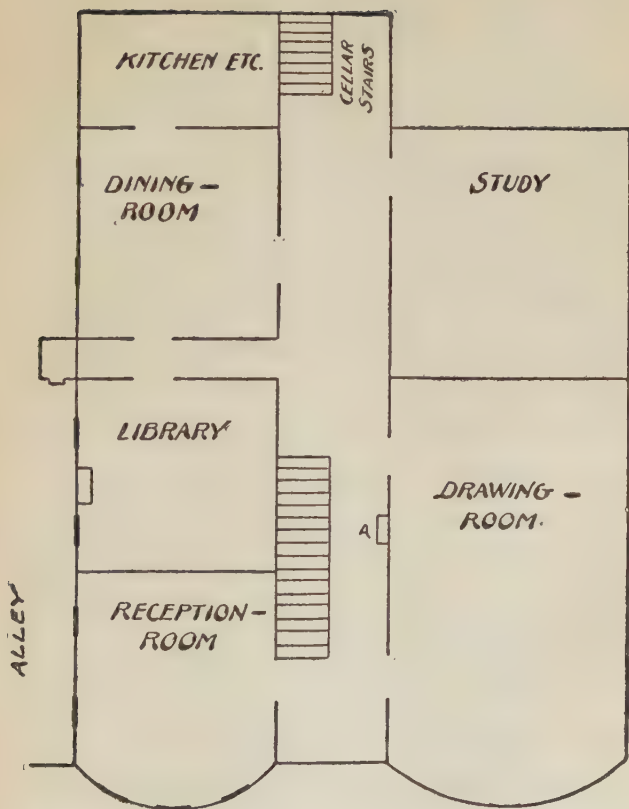 KITCHEN ETC.
CELLAR
STAIRS
DINING-
ROOM
STUDY
LIBRARY
DRAWING-
ROOM.
A
RECEPTION-
ROOM
ALLEY